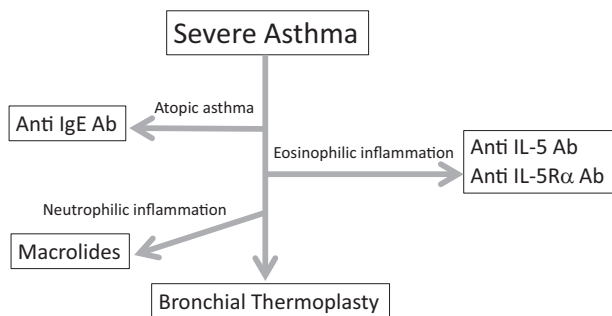 Severe Asthma
Atopic asthma
Anti IgE Ab
Eosinophilic inflammation
Anti IL-5 Ab
Anti IL-5Rα Ab
Neutrophilic inflammation
Macrolides
Bronchial Thermoplasty